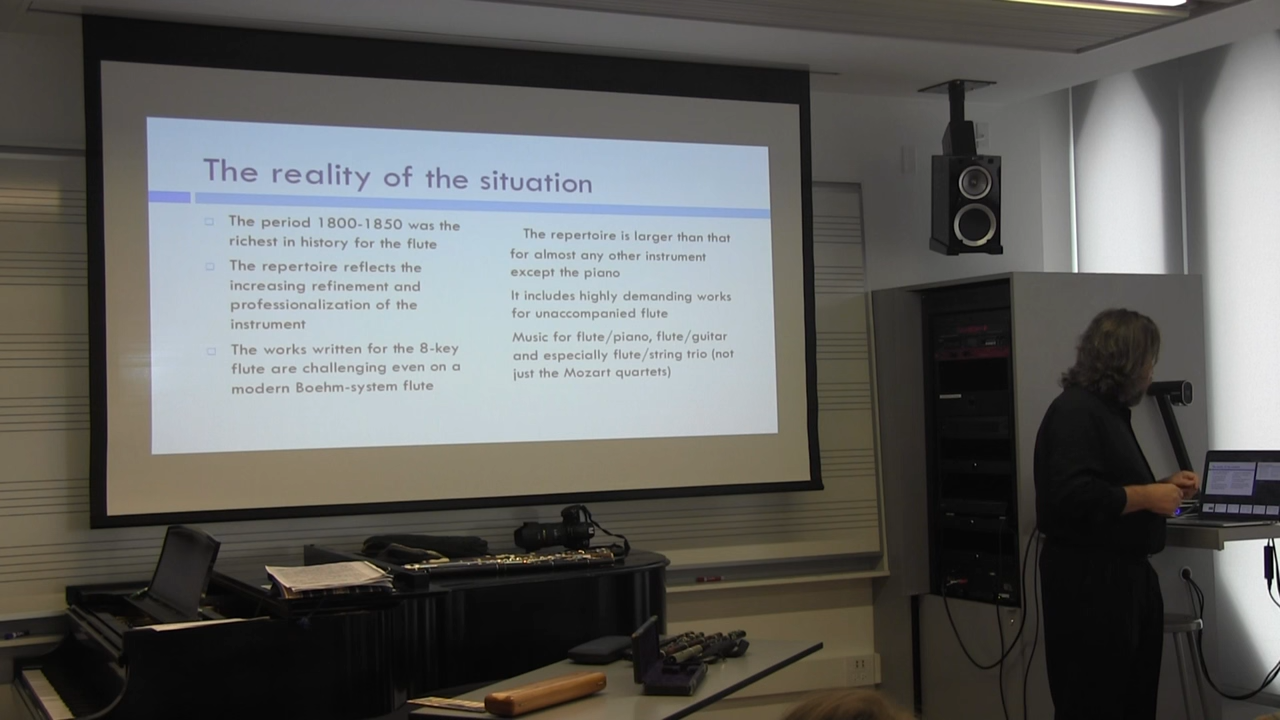 The reality of the situation
The period 1800-1850 was the
richest in history for the flute
The repertoire reflects the
increasing refinement and
professionalization of the
instrument
The works written for the 8-key
flute are challenging even on a
modern Boehm-system flute
The repertoire is larger than that
for almost any other instrument
except the piano
It includes highly demanding works
for unaccompanied flute
Music for flute/piano, flute/guitar
and especially flute/string trio (not
just the Mozart quartets)